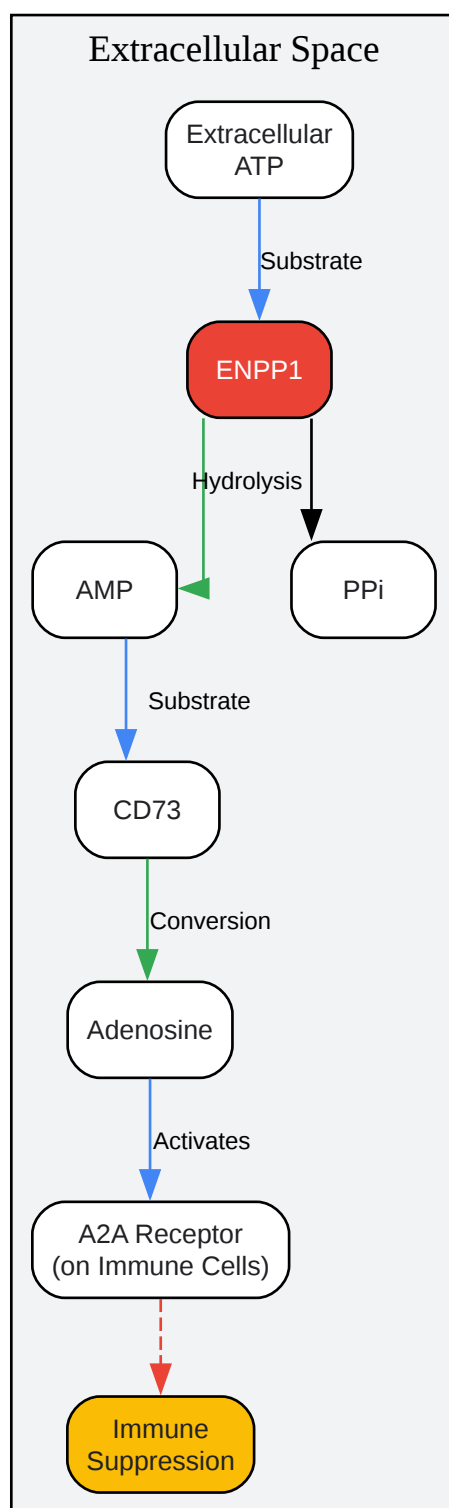 Extracellular Space
Extracellular
ATP
Substrate
ENPP1
Hydrolysis
AMP
PPi
Substrate
CD73
Conversion
Adenosine
Activates
A2A Receptor
(on Immune Cells)
Immune
Suppression